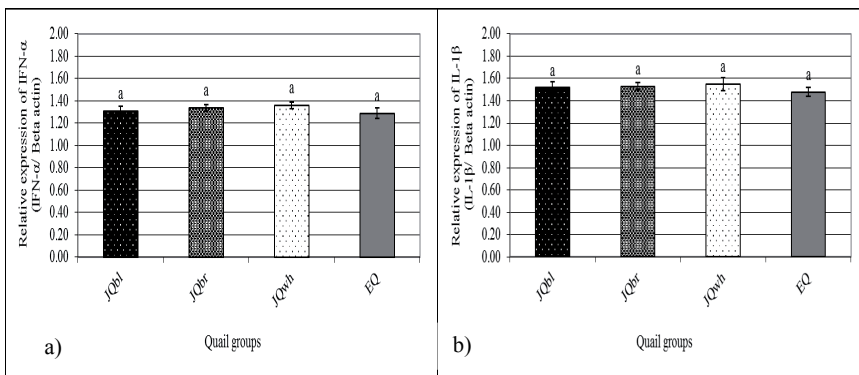 Relative expression of IFN-α
(IFN-α/ Beta actin)
2.00
1.80
1.60
1.40
1.20
1.00
0.80
0.60
0.40
0.20
0.00
a
a
a
a
JQbl
JQbr
JQwh
EQ
Quail groups
a)
Relative expression of IL-1β
(IL-1β/ Beta actin)
2.00
1.80
1.60
1.40
1.20
1.00
0.80
0.60
0.40
0.20
0.00
a
a
a
a
JQbl
JQbr
JQwh
EQ
Quail groups
b)